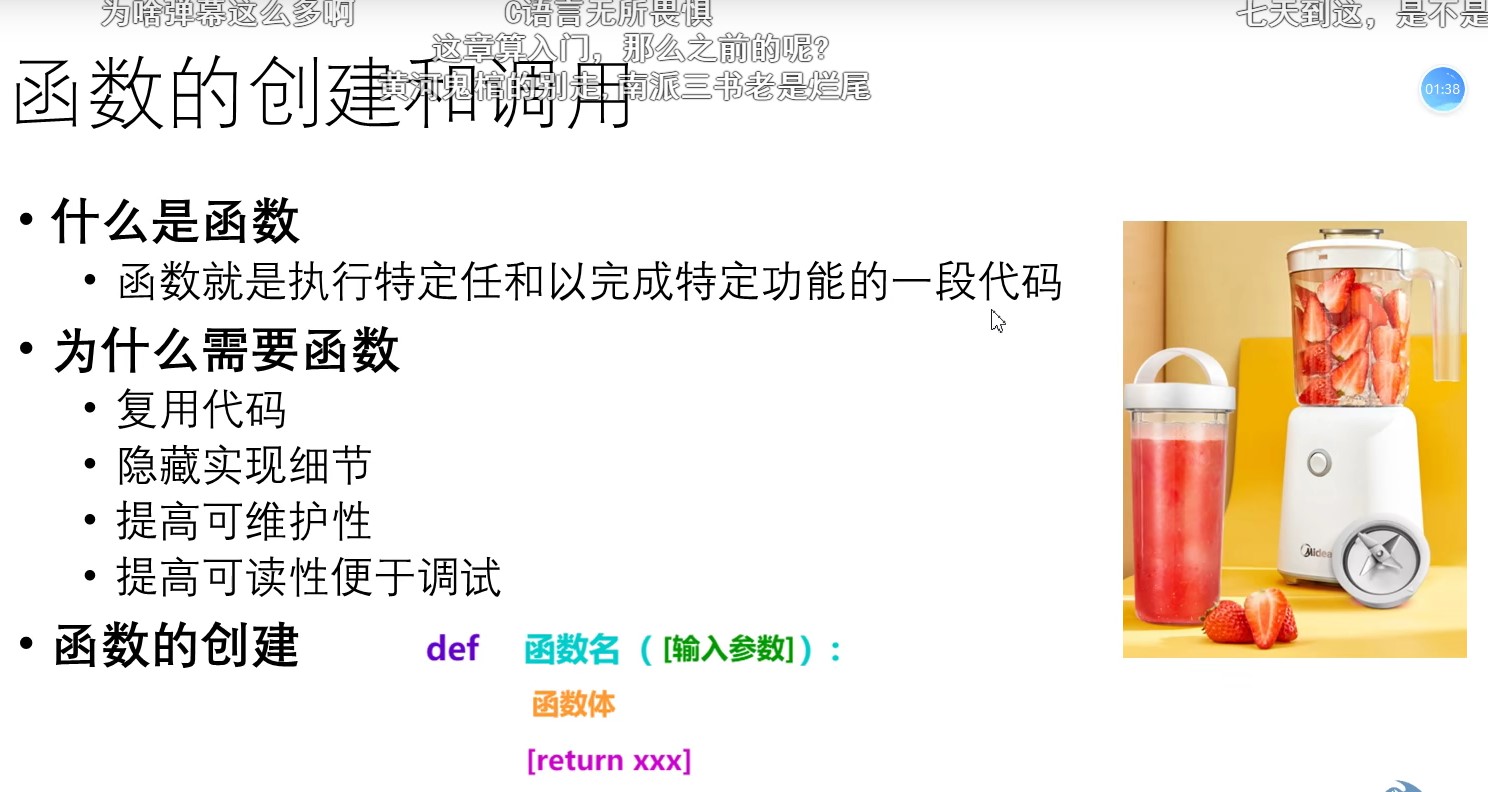 为啥弹幕这么多啊
C语言无所畏惧
七天到这，是不是
这章算入门，那么之前的呢？
黄河鬼棺的别走，南派三书老是烂尾
函数的创建和调用
01:38
• 什么是函数
• 函数就是执行特定任和以完成特定功能的一段代码
• 为什么需要函数
• 复用代码
• 隐藏实现细节
• 提高可维护性
• 提高可读性便于调试
Midea
• 函数的创建
def 函数名（[输入参数]）：
函数体
[return xxx]